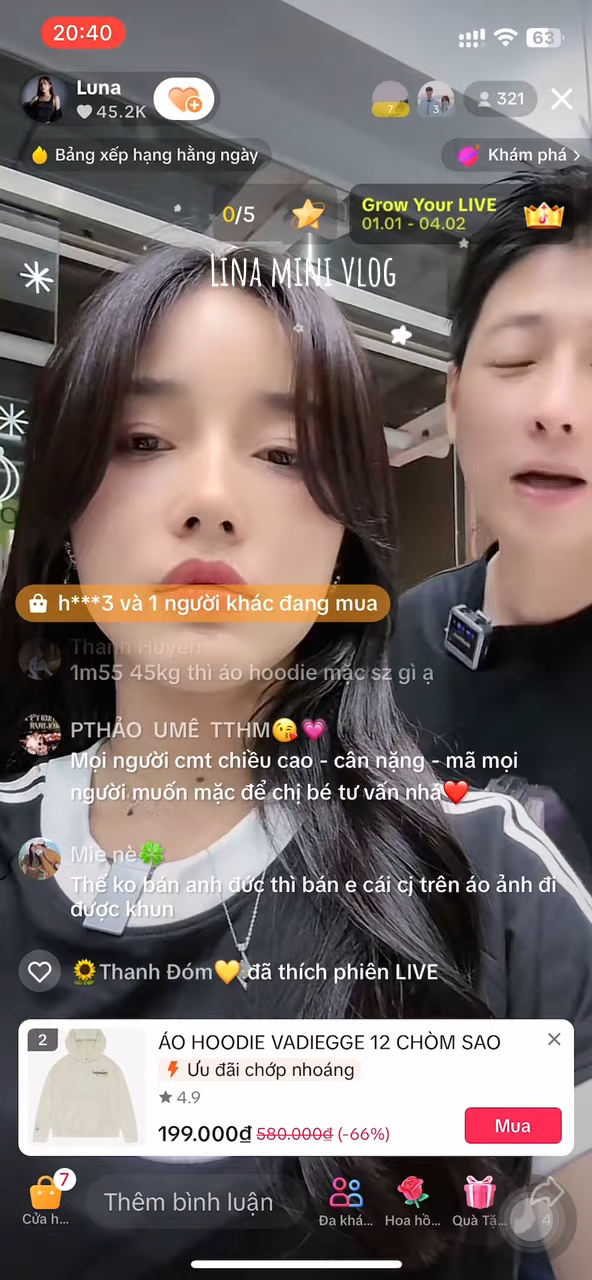 20:40
63
Luna
45.2K
7
3
321
Bảng xếp hạng hằng ngày
Khám phá >
0/5
Grow Your LIVE
01.01 - 04.02
LINA MINI VLOG
h***3 và 1 người khác đang mua
Thanh Huyền
1m55 45kg thì áo hoodie mặc sz gì ạ
PTHẢO UMÊ TTHM😘💗
Mọi người cmt chiều cao - cân nặng - mã mọi
người muốn mặc để chị bé tư vấn nhá❤️
Mie nè🍀
Thế ko bán anh đức thì bán e cái cj trên áo ảnh đi
được khun
🌻Thanh Đóm💛 đã thích phiên LIVE
2
ÁO HOODIE VADIEGGE 12 CHÒM SAO
Ưu đãi chớp nhoáng
4.9
199.000đ 580.000đ (-66%)
Mua
7
Thêm bình luận
Cửa h...
Đa khá...
Hoa hồ...
Quà Tặ...
4